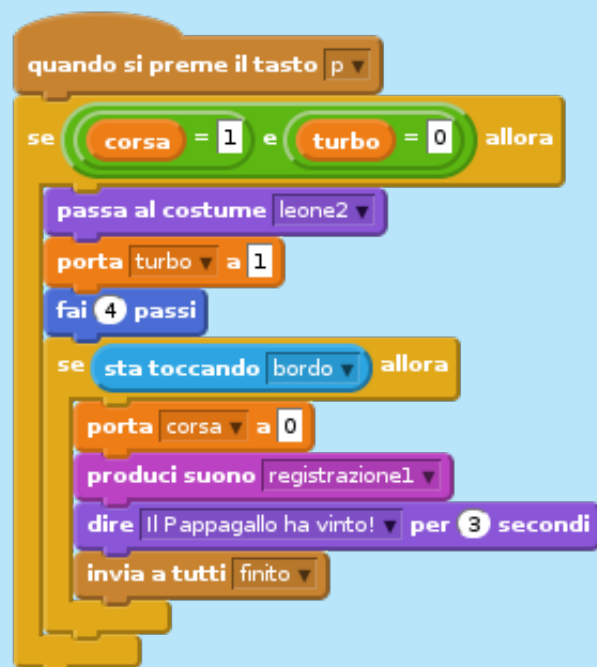 quando si preme il tasto p
se corsa = 1 e turbo = 0 allora
passa al costume leone2
porta turbo a 1
fai 4 passi
se sta toccando bordo allora
porta corsa a 0
produci suono registrazione1
dire Il Pappagallo ha vinto! per 3 secondi
invia a tutti finito